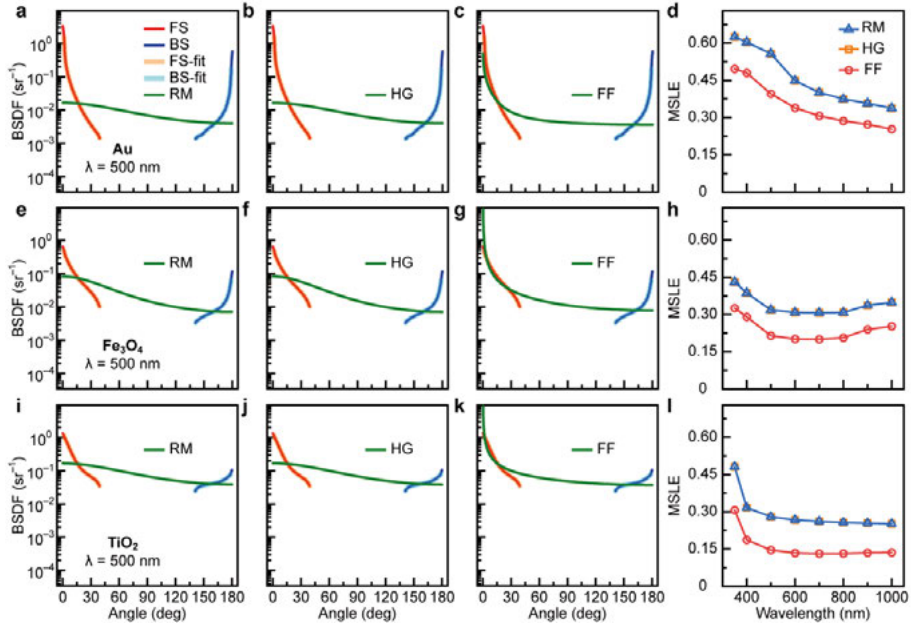 a b c d
FS
BS
FS-fit
BS-fit
RM
HG
FF
RM
HG
FF
BSDF (sr⁻¹)
10⁰
10⁻¹
10⁻²
10⁻³
10⁻⁴
Au
λ = 500 nm
MSLE
0.60
0.45
0.30
0.15
0
e f g h
RM
HG
FF
BSDF (sr⁻¹)
10⁰
10⁻¹
10⁻²
10⁻³
10⁻⁴
Fe₃O₄
λ = 500 nm
MSLE
0.60
0.45
0.30
0.15
0
i j k l
RM
HG
FF
BSDF (sr⁻¹)
10⁰
10⁻¹
10⁻²
10⁻³
10⁻⁴
TiO₂
λ = 500 nm
MSLE
0.60
0.45
0.30
0.15
0
0 30 60 90 120 150 180
0 30 60 90 120 150 180
0 30 60 90 120 150 180
400 600 800 1000
Angle (deg)
Angle (deg)
Angle (deg)
Wavelength (nm)